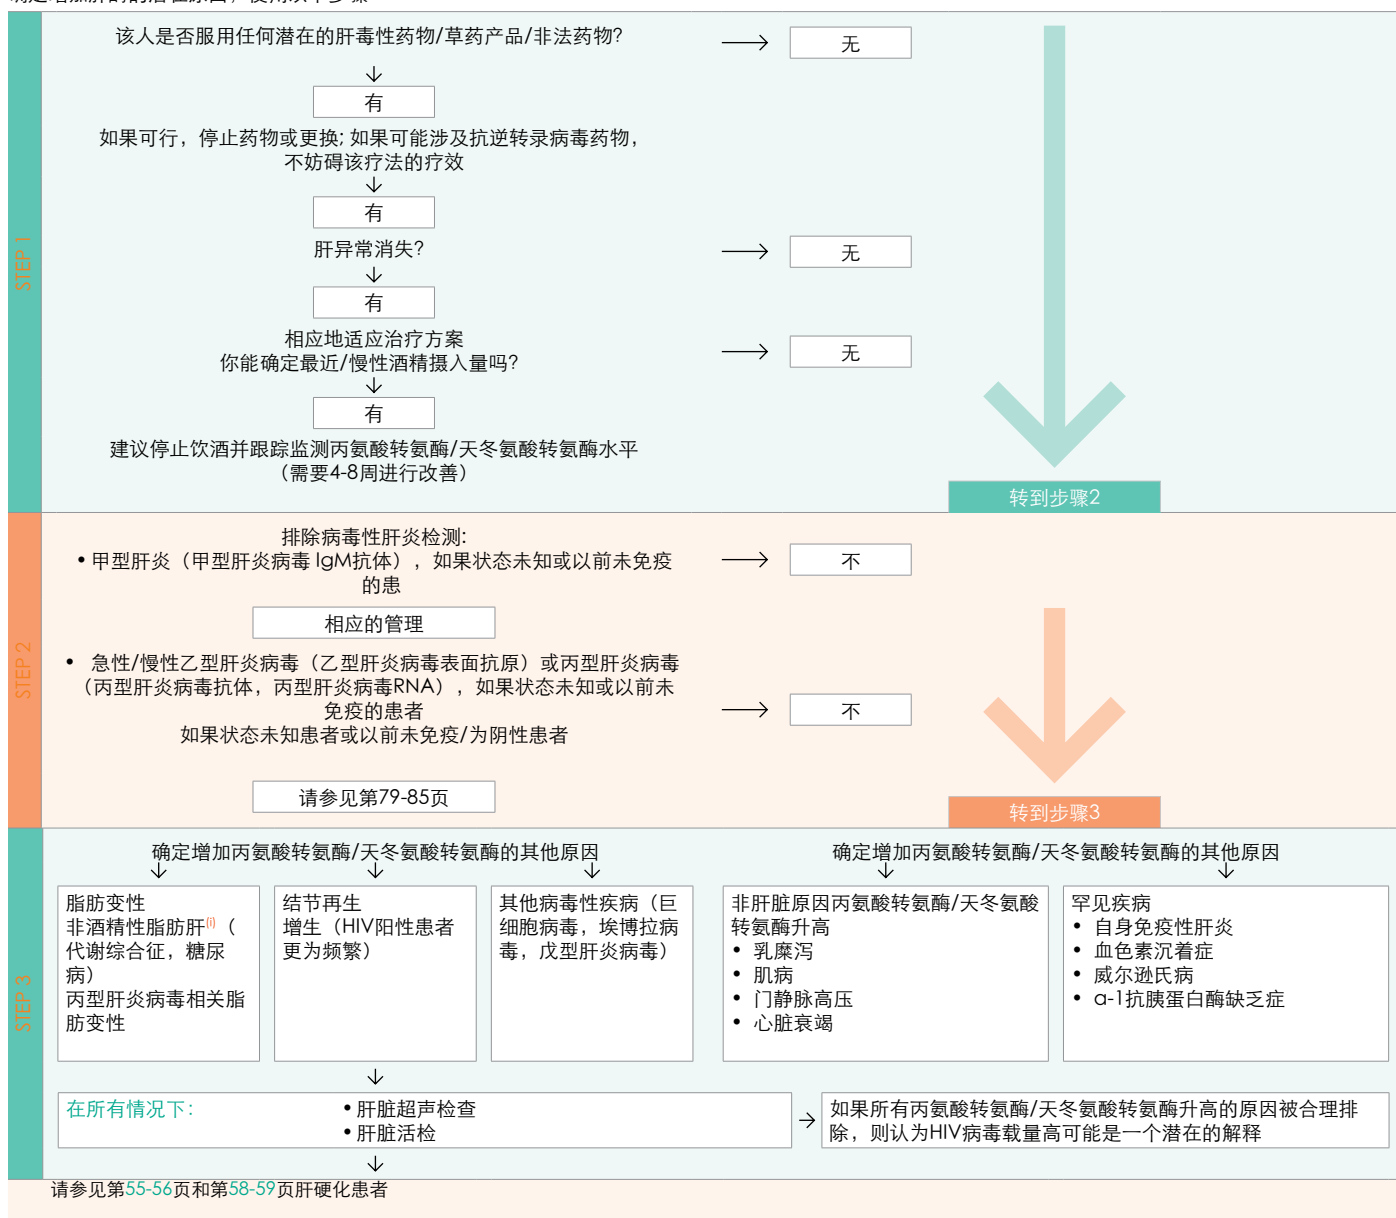 该人是否服用任何潜在的肝毒性药物/草药产品/非法药物?
无
有
如果可行，停止药物或更换; 如果可能涉及抗逆转录病毒药物，
不妨碍该疗法的疗效
有
肝异常消失?
无
有
相应地适应治疗方案
你能确定最近/慢性酒精摄入量吗?
无
有
建议停止饮酒并跟踪监测丙氨酸转氨酶/天冬氨酸转氨酶水平
（需要4-8周进行改善）
转到步骤2
STEP 1
排除病毒性肝炎检测:
• 甲型肝炎（甲型肝炎病毒 IgM抗体），如果状态未知或以前未免疫
的患
不
相应的管理
• 急性/慢性乙型肝炎病毒（乙型肝炎病毒表面抗原）或丙型肝炎病毒
（丙型肝炎病毒抗体，丙型肝炎病毒RNA），如果状态未知或以前未
免疫的患者
如果状态未知患者或以前未免疫/为阴性患者
不
请参见第79-85页
转到步骤3
STEP 2
确定增加丙氨酸转氨酶/天冬氨酸转氨酶的其他原因
脂肪变性
非酒精性脂肪肝(i)（
代谢综合征，糖尿
病）
丙型肝炎病毒相关脂
肪变性
结节再生
增生（HIV阳性患者
更为频繁）
其他病毒性疾病（巨
细胞病毒，埃博拉病
毒，戊型肝炎病毒）
确定增加丙氨酸转氨酶/天冬氨酸转氨酶的其他原因
非肝脏原因丙氨酸转氨酶/天冬氨酸
转氨酶升高
• 乳糜泻
• 肌病
• 门静脉高压
• 心脏衰竭
罕见疾病
• 自身免疫性肝炎
• 血色素沉着症
• 威尔逊氏病
• α-1抗胰蛋白酶缺乏症
STEP 3
在所有情况下:
• 肝脏超声检查
• 肝脏活检
如果所有丙氨酸转氨酶/天冬氨酸转氨酶升高的原因被合理排
除，则认为HIV病毒载量高可能是一个潜在的解释
请参见第55-56页和第58-59页肝硬化患者